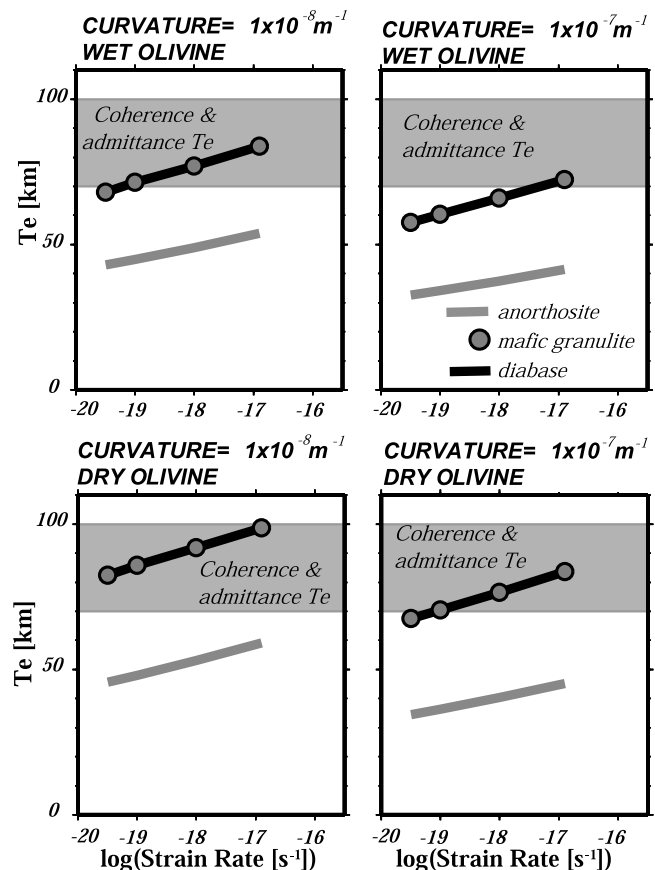 CURVATURE= 1x10⁻⁸m⁻¹
WET OLIVINE
Te [km]
100
50
0
Coherence &
admittance Te
-20 -19 -18 -17 -16
CURVATURE= 1x10⁻⁷m⁻¹
WET OLIVINE
Coherence &
admittance Te
anorthosite
mafic granulite
diabase
-20 -19 -18 -17 -16
CURVATURE= 1x10⁻⁸m⁻¹
DRY OLIVINE
Te [km]
100
50
0
Coherence &
admittance Te
-20 -19 -18 -17 -16
log(Strain Rate [s⁻¹])
CURVATURE= 1x10⁻⁷m⁻¹
DRY OLIVINE
Coherence &
admittance Te
-20 -19 -18 -17 -16
log(Strain Rate [s⁻¹])